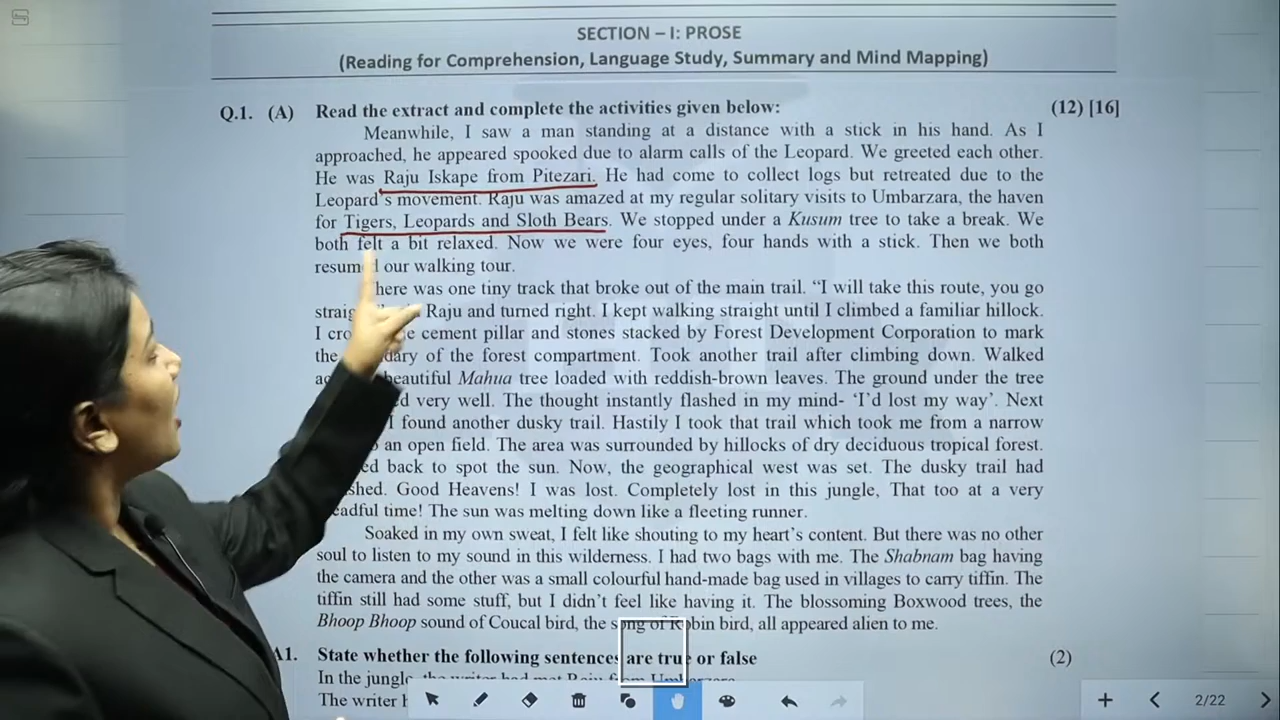 SECTION – I: PROSE
(Reading for Comprehension, Language Study, Summary and Mind Mapping)
Q.1. (A) Read the extract and complete the activities given below: (12) [16]
Meanwhile, I saw a man standing at a distance with a stick in his hand. As I
approached, he appeared spooked due to alarm calls of the Leopard. We greeted each other.
He was Raju Iskape from Pitezari. He had come to collect logs but retreated due to the
Leopard's movement. Raju was amazed at my regular solitary visits to Umbarzara, the haven
for Tigers, Leopards and Sloth Bears. We stopped under a Kusum tree to take a break. We
both felt a bit relaxed. Now we were four eyes, four hands with a stick. Then we both
our walking tour.
here was one tiny track that broke out of the main trail. “I will take this route, you go
Raju and turned right. I kept walking straight until I climbed a familiar hillock.
I cement pillar and stones stacked by Forest Development Corporation to mark
the of the forest compartment. Took another trail after climbing down. Walked
beautiful Mahua tree loaded with reddish-brown leaves. The ground under the tree
very well. The thought instantly flashed in my mind- ‘I’d lost my way’. Next
I found another dusky trail. Hastily I took that trail which took me from a narrow
an open field. The area was surrounded by hillocks of dry deciduous tropical forest.
back to spot the sun. Now, the geographical west was set. The dusky trail had
Good Heavens! I was lost. Completely lost in this jungle, That too at a very
time! The sun was melting down like a fleeting runner.
Soaked in my own sweat, I felt like shouting to my heart’s content. But there was no other
soul to listen to my sound in this wilderness. I had two bags with me. The Shabnam bag having
the camera and the other was a small colourful hand-made bag used in villages to carry tiffin. The
tiffin still had some stuff, but I didn’t feel like having it. The blossoming Boxwood trees, the
Bhoop Bhoop sound of Coucal bird, the song of Robin bird, all appeared alien to me.
A1. State whether the following sentences are true or false (2)
In the jungle, the writer had met Raju from Umbarzara.
The writer
2/22